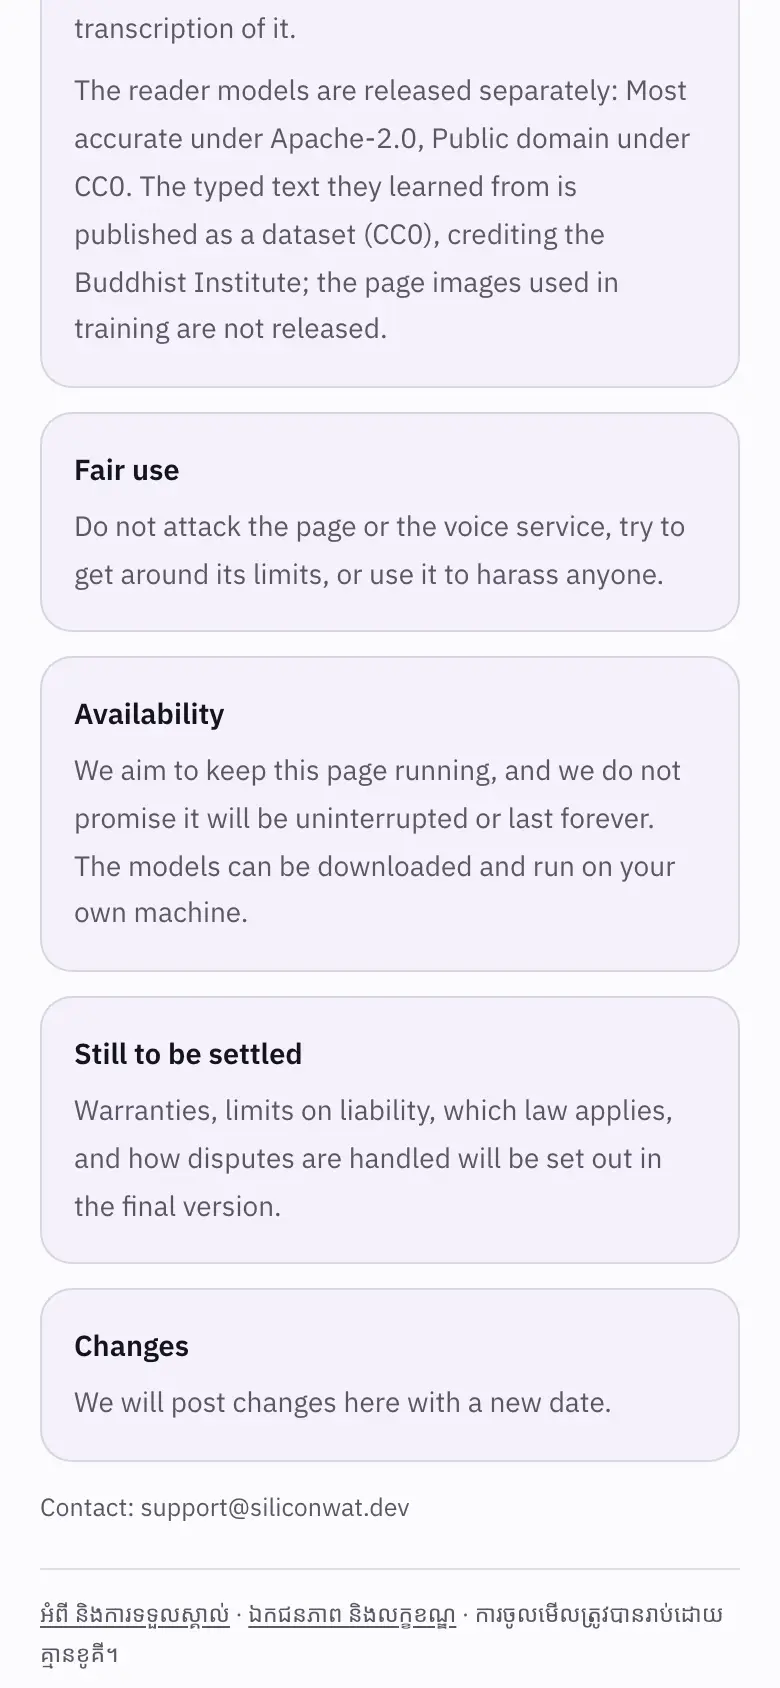 transcription of it.
The reader models are released separately: Most
accurate under Apache-2.0, Public domain under
CC0. The typed text they learned from is
published as a dataset (CC0), crediting the
Buddhist Institute; the page images used in
training are not released.
Fair use
Do not attack the page or the voice service, try to
get around its limits, or use it to harass anyone.
Availability
We aim to keep this page running, and we do not
promise it will be uninterrupted or last forever.
The models can be downloaded and run on your
own machine.
Still to be settled
Warranties, limits on liability, which law applies,
and how disputes are handled will be set out in
the final version.
Changes
We will post changes here with a new date.
Contact: support@siliconwat.dev
អំពី និងការទទួលស្គាល់ · ឯកជនភាព និងលក្ខខណ្ឌ · ការចូលមើលត្រូវបានរាប់ដោយ
គ្មានខូគី។